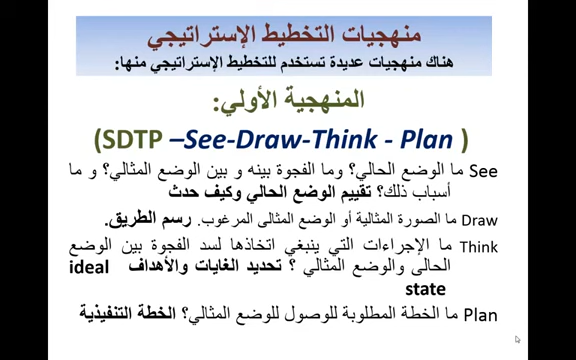 منهجيات التخطيط الإستراتيجي
هناك منهجيات عديدة تستخدم للتخطيط الإستراتيجي منها:
المنهجية الأولي:
(SDTP –See-Draw-Think - Plan )
See ما الوضع الحالي؟ وما الفجوة بينه و بين الوضع المثالي؟ و ما
أسباب ذلك؟ تقييم الوضع الحالي وكيف حدث
Draw ما الصورة المثالية أو الوضع المثالى المرغوب. رسم الطريق.
Think ما الإجراءات التي ينبغي اتخاذها لسد الفجوة بين الوضع
الحالى والوضع المثالي ؟ تحديد الغايات والأهداف ideal
state
Plan ما الخطة المطلوبة للوصول للوضع المثالي؟ الخطة التنفيذية